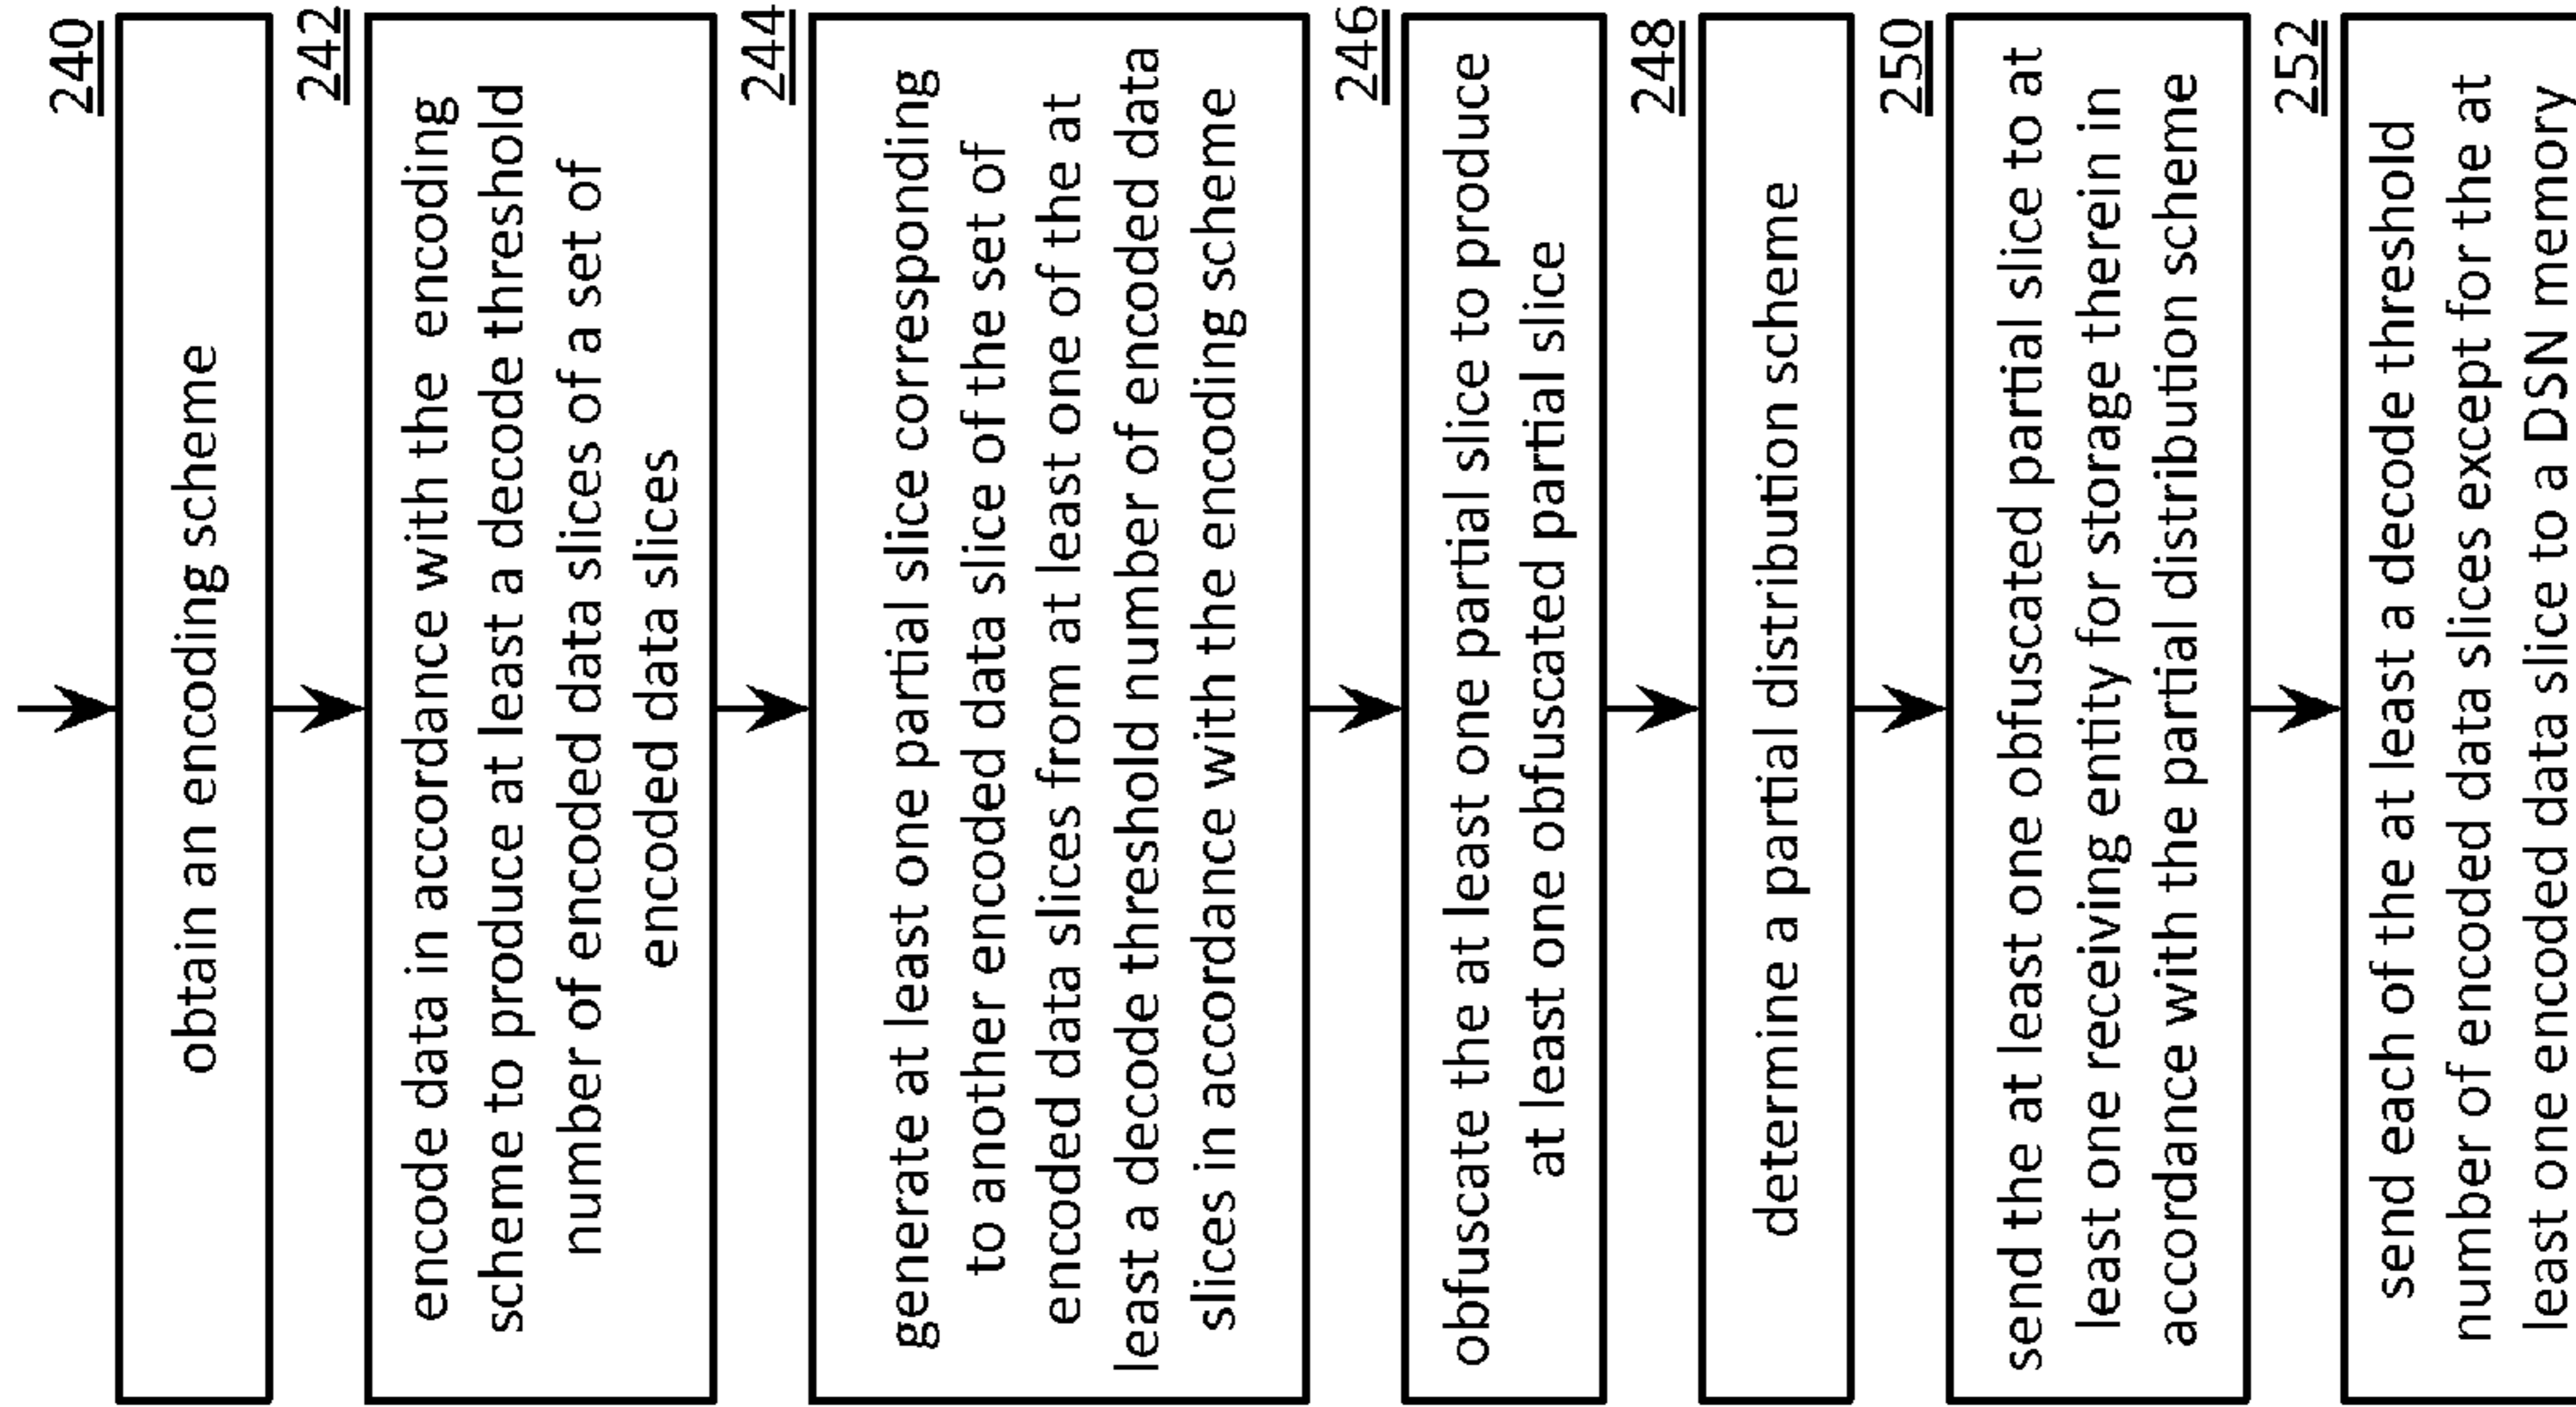 240
obtain an encoding scheme
242
encode data in accordance with the encoding
scheme to produce at least a decode threshold
number of encoded data slices of a set of
encoded data slices
244
generate at least one partial slice corresponding
to another encoded data slice of the set of
encoded data slices from at least one of the at
least a decode threshold number of encoded data
slices in accordance with the encoding scheme
246
obfuscate the at least one partial slice to produce
at least one obfuscated partial slice
248
determine a partial distribution scheme
250
send the at least one obfuscated partial slice to at
least one receiving entity for storage therein in
accordance with the partial distribution scheme
252
send each of the at least a decode threshold
number of encoded data slices except for the at
least one encoded data slice to a DSN memory